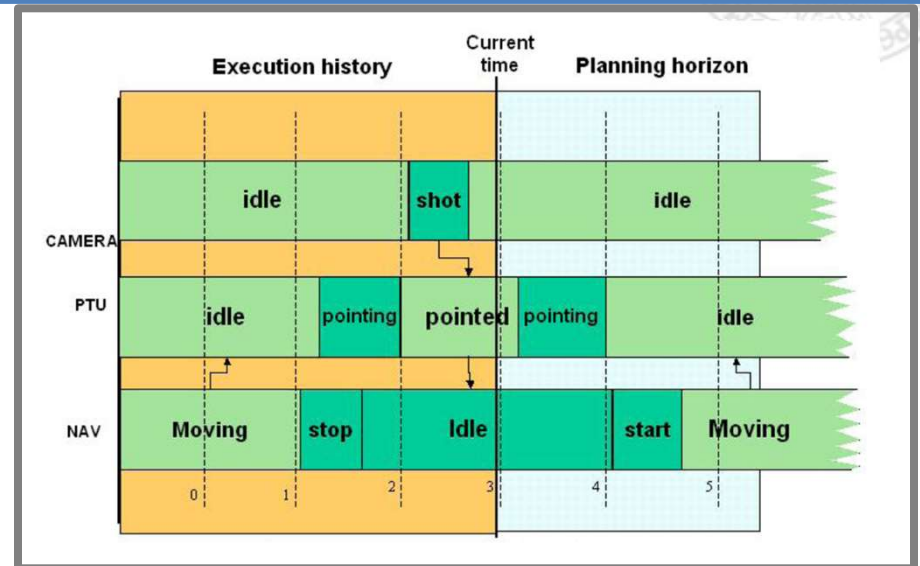 Current
time
Execution history
Planning horizon
CAMERA
idle
shot
idle
PTU
idle
pointing
pointed
pointing
idle
NAV
Moving
stop
Idle
start
Moving
0
1
2
3
4
5